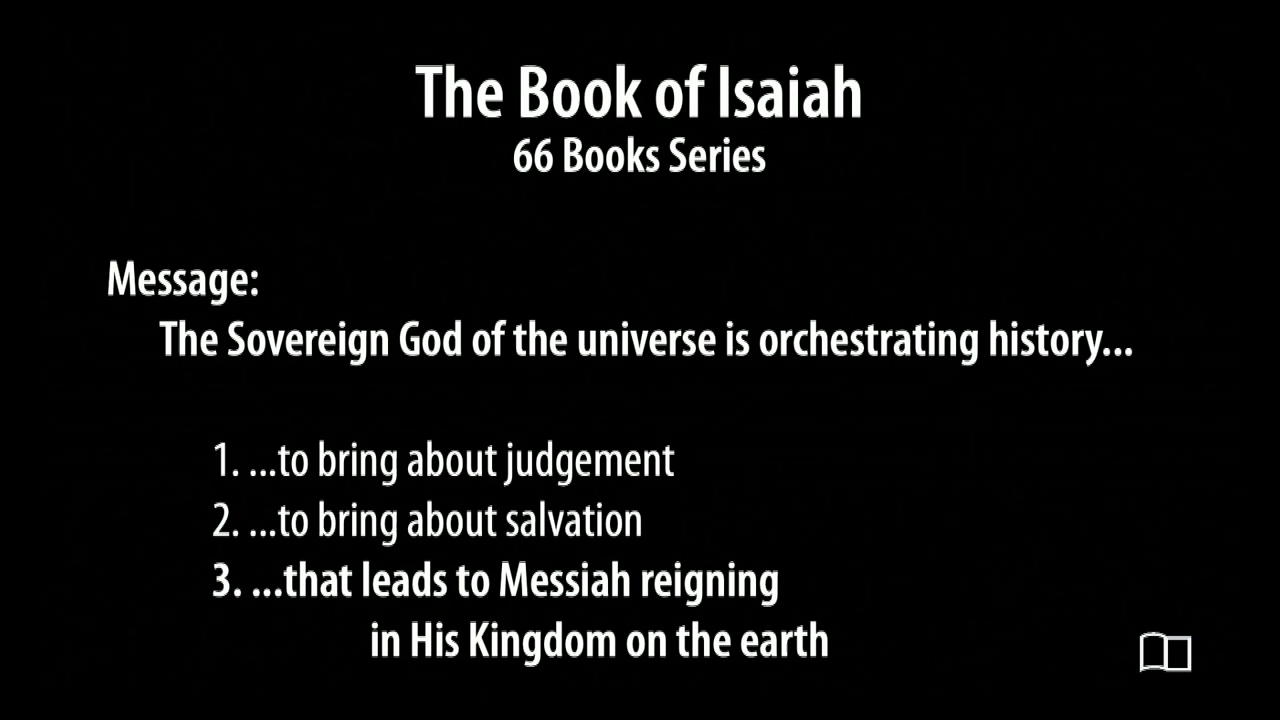 The Book of Isaiah
66 Books Series
Message:
The Sovereign God of the universe is orchestrating history...
1. ...to bring about judgement
2. ...to bring about salvation
3. ...that leads to Messiah reigning
in His Kingdom on the earth